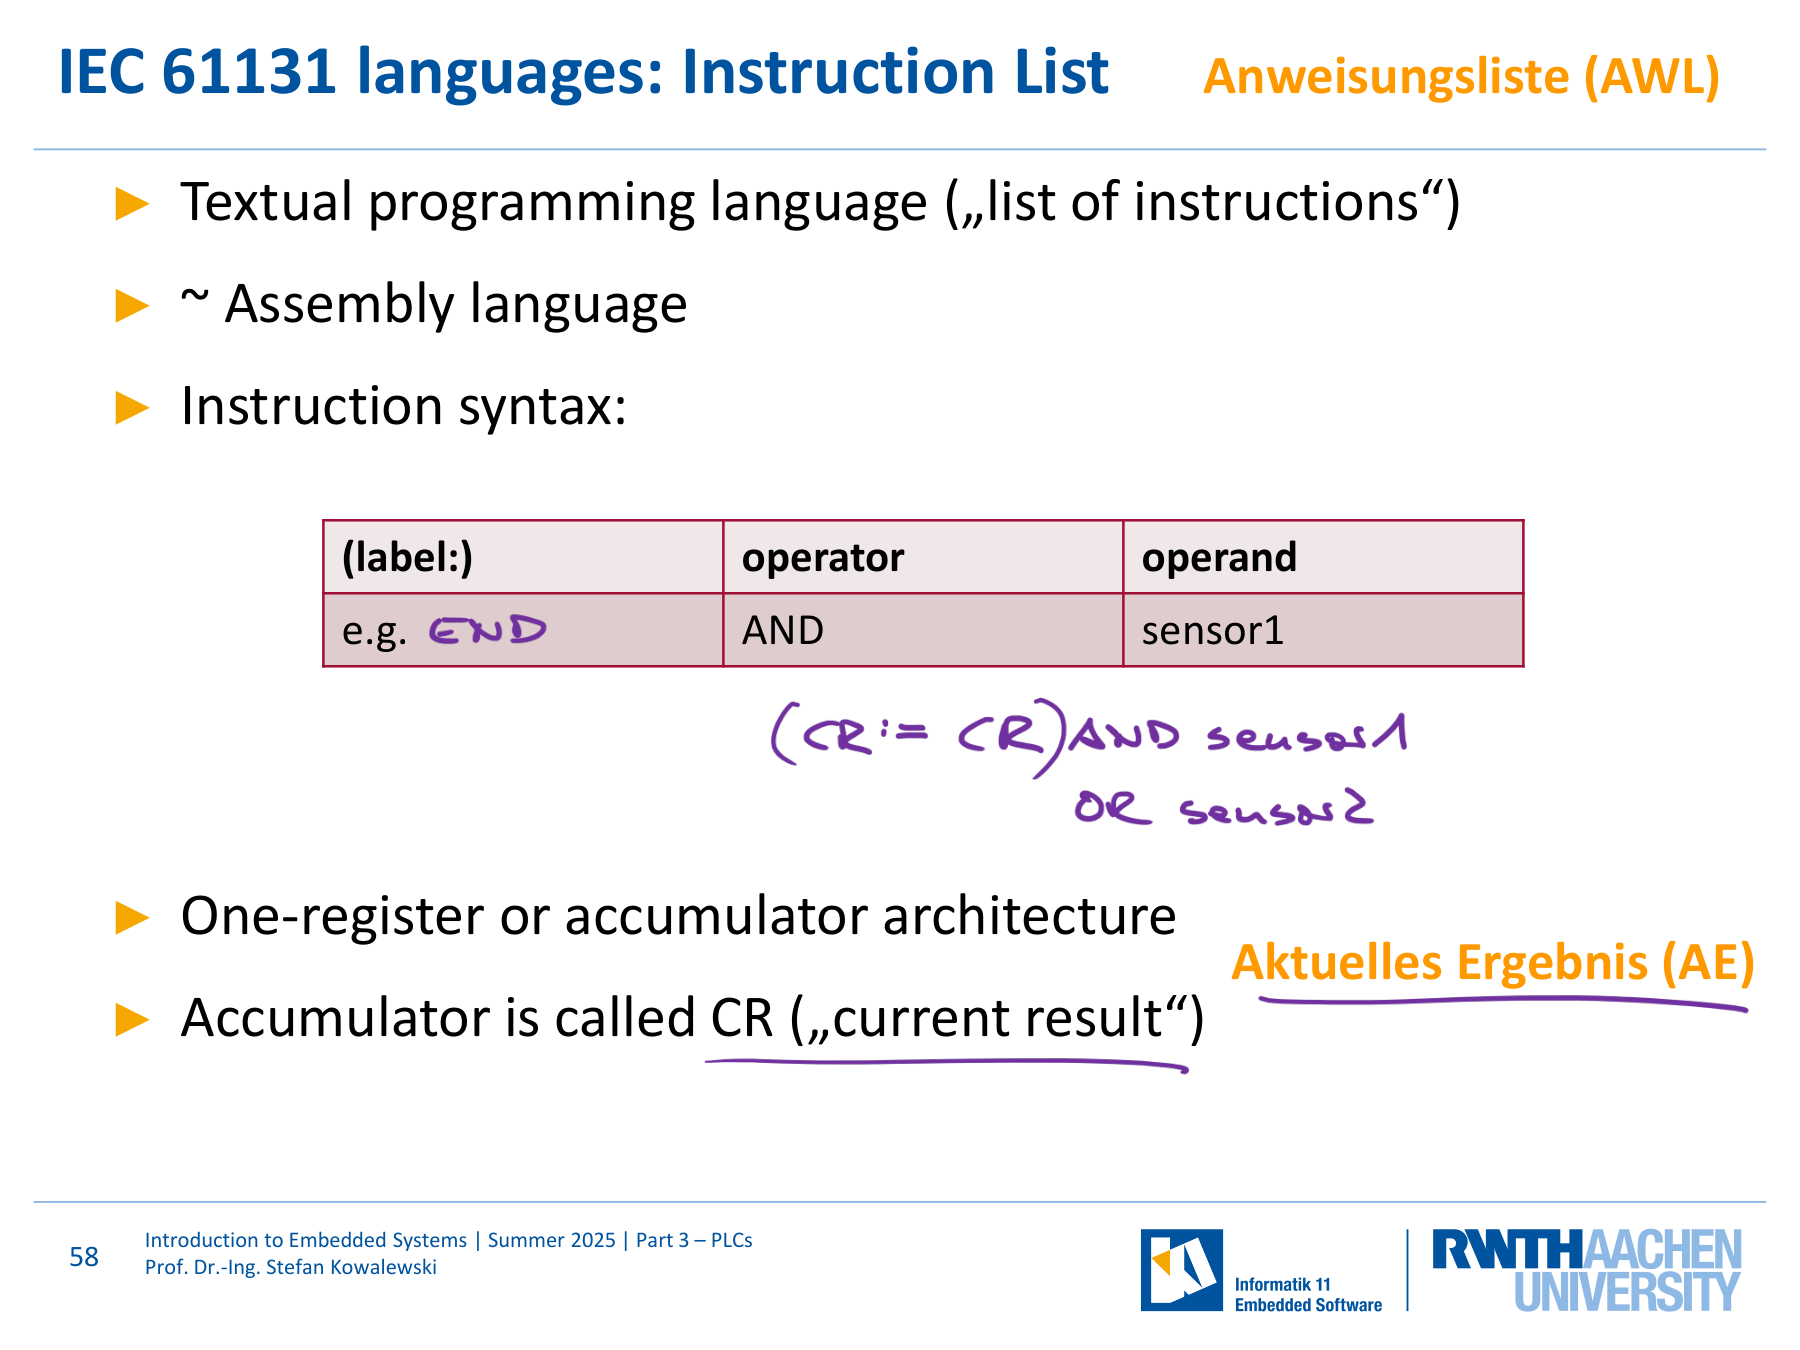 IEC 61131 languages: Instruction List Anweisungsliste (AWL)
► Textual programming language („list of instructions“)
► ~ Assembly language
► Instruction syntax:
(label:) operator operand
e.g. END AND sensor1
(CR := CR) AND sensor1
OR sensor2
► One-register or accumulator architecture
Aktuelles Ergebnis (AE)
► Accumulator is called CR („current result“)
58
Introduction to Embedded Systems | Summer 2025 | Part 3 – PLCs
Prof. Dr.-Ing. Stefan Kowalewski
Informatik 11
Embedded Software
RWTHAACHEN
UNIVERSITY